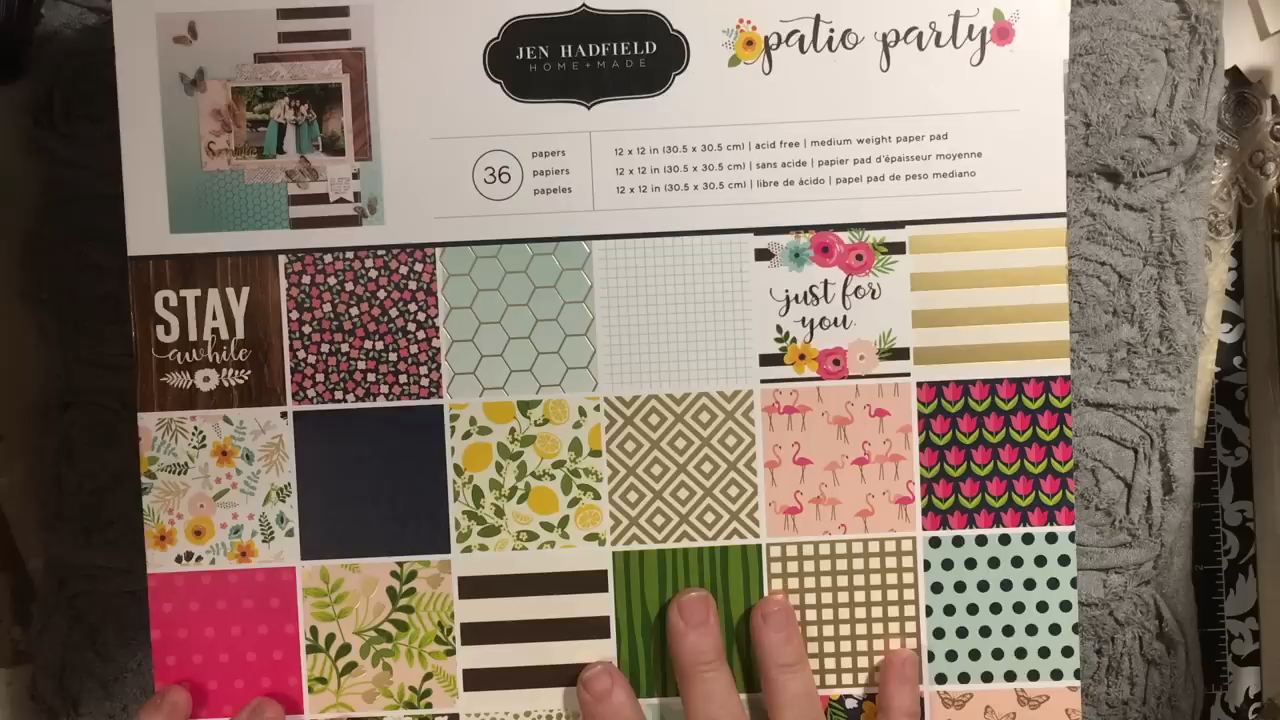 JEN HADFIELD
HOME+MADE
patio party
36
papers
papiers
papeles
12 x 12 in (30.5 x 30.5 cm) | acid free | medium weight paper pad
12 x 12 in (30.5 x 30.5 cm) | sans acide | papier pad d'épaisseur moyenne
12 x 12 in (30.5 x 30.5 cm) | libre de ácido | papel pad de peso mediano
STAY
awhile
just for
you.